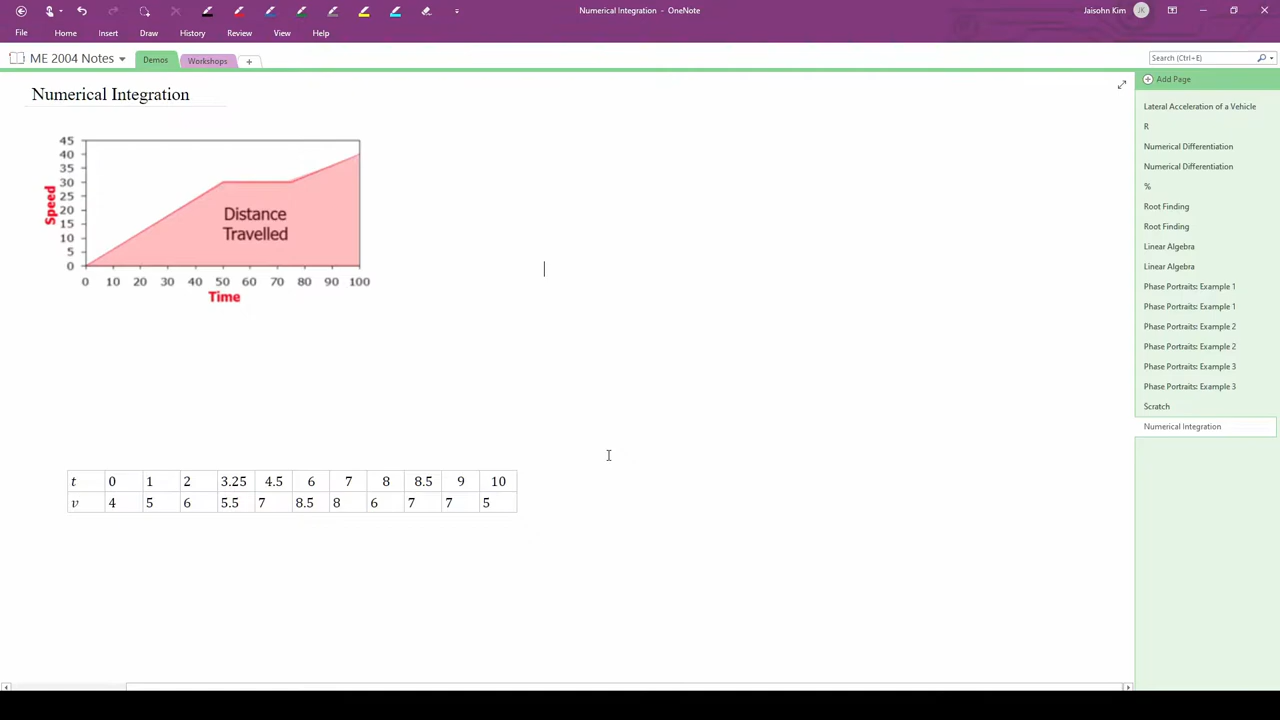 Numerical Integration - OneNote
Jaisohn Kim
JK
File
Home
Insert
Draw
History
Review
View
Help
ME 2004 Notes
Demos
Workshops
Search (Ctrl+E)
Numerical Integration
45
40
35
30
25
20
15
10
5
0
Speed
Distance
Travelled
0 10 20 30 40 50 60 70 80 90 100
Time
t 0 1 2 3.25 4.5 6 7 8 8.5 9 10
v 4 5 6 5.5 7 8.5 8 6 7 7 5
Add Page
Lateral Acceleration of a Vehicle
R
Numerical Differentiation
Numerical Differentiation
%
Root Finding
Root Finding
Linear Algebra
Linear Algebra
Phase Portraits: Example 1
Phase Portraits: Example 1
Phase Portraits: Example 2
Phase Portraits: Example 2
Phase Portraits: Example 3
Phase Portraits: Example 3
Scratch
Numerical Integration